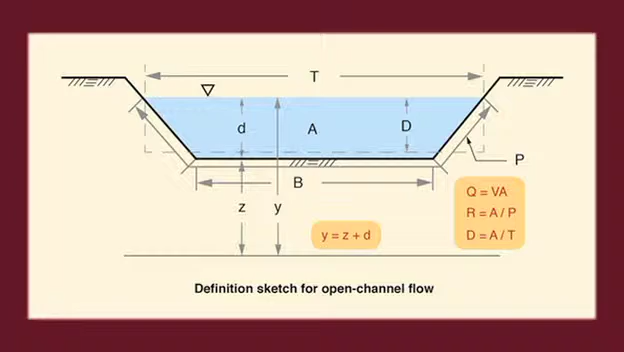 T
d
A
D
P
B
Q = VA
z
y
R = A / P
y = z + d
D = A / T
Definition sketch for open-channel flow